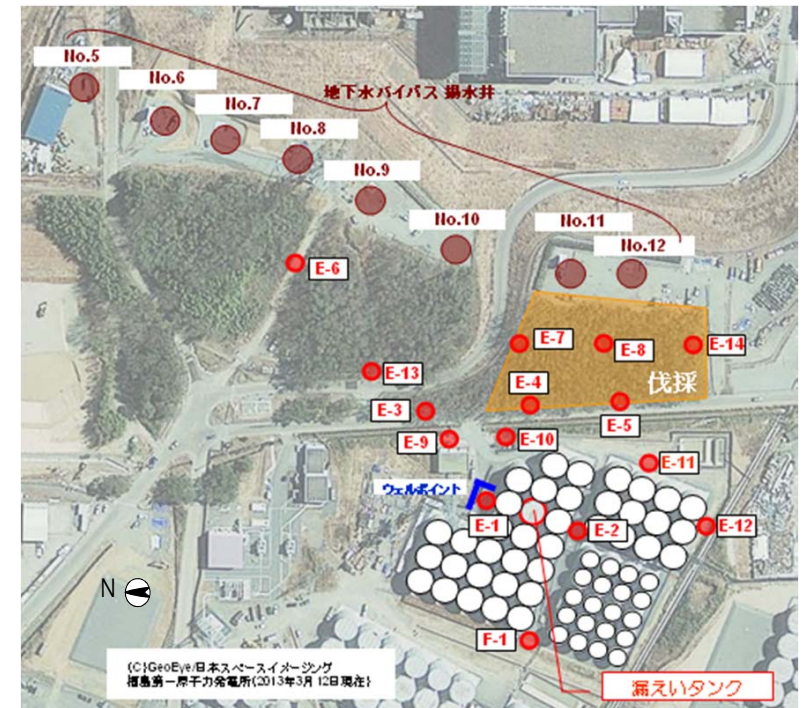 No.5
No.6
No.7
No.8
地下水バイパス 揚水井
No.9
No.10
No.11
No.12
E-6
E-7
E-8
E-14
E-13
伐採
E-4
E-3
E-5
E-9
E-10
E-11
ウェルポイント
E-1
E-2
E-12
N
F-1
(C)GeoEye/日本スペースイメージング
福島第一原子力発電所(2013年3月12日現在)
漏えいタンク